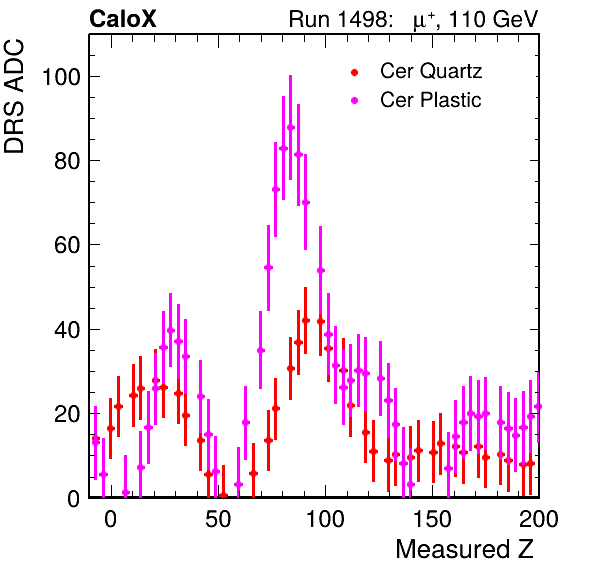 CaloX Run 1498: μ⁺, 110 GeV
DRS ADC
Cer Quartz
Cer Plastic
100
80
60
40
20
0
0 50 100 150 200
Measured Z